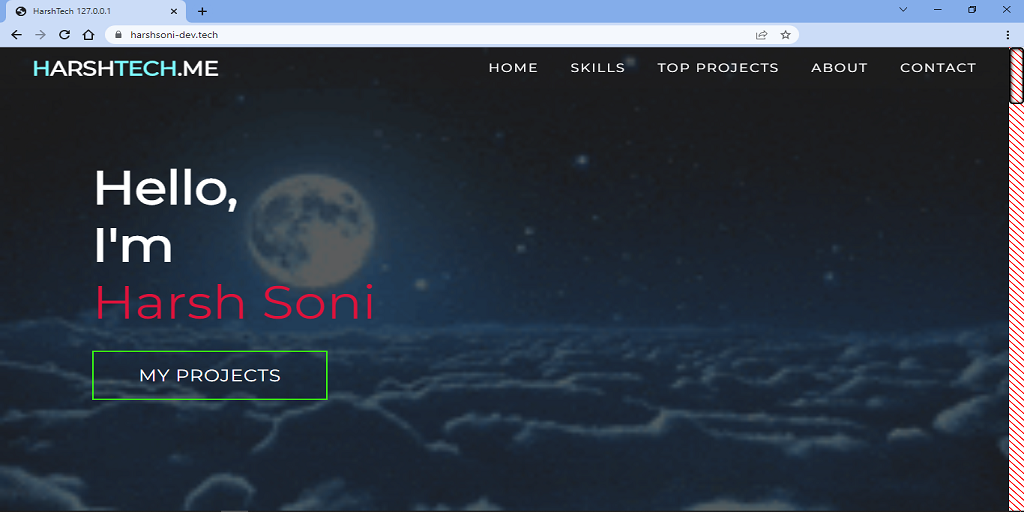 HarshTech 127.0.0.1
harshsoni-dev.tech
HARSHTECH.ME
HOME SKILLS TOP PROJECTS ABOUT CONTACT
Hello,
I'm
Harsh Soni
MY PROJECTS